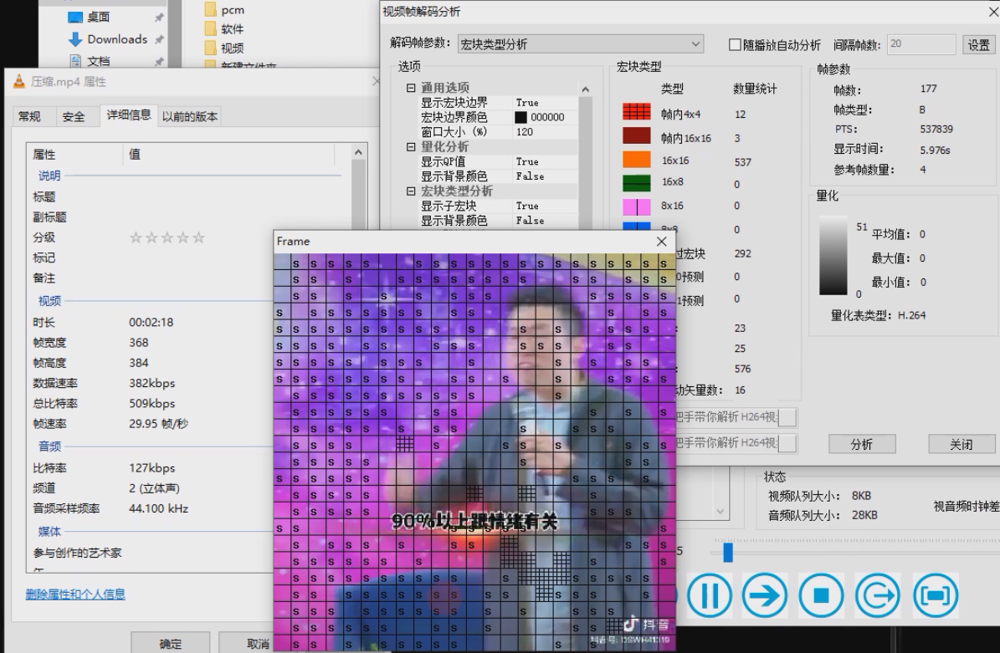 桌面
Downloads
文档
pcm
软件
视频
新建文件夹
压缩.mp4 属性
常规
安全
详细信息
以前的版本
属性
值
说明
标题
副标题
分级 ☆☆☆☆☆
标记
备注
视频
时长 00:02:18
帧宽度 368
帧高度 384
数据速率 382kbps
总比特率 509kbps
帧速率 29.95 帧/秒
音频
比特率 127kbps
频道 2 (立体声)
音频采样频率 44.100 kHz
媒体
参与创作的艺术家
删除属性和个人信息
确定
取消
视频帧解码分析
解码帧参数: 宏块类型分析
随播放自动分析 间隔帧数: 20 设置
选项
通用选项
显示宏块边界 True
宏块边界颜色 000000
窗口大小 (%) 120
量化分析
显示QP值 True
显示背景颜色 False
宏块类型分析
显示子宏块 True
显示背景颜色 False
宏块类型
类型 数量统计
帧内4x4 12
帧内16x16 3
16x16 537
16x8 0
8x16 0
8x8 0
过宏块 292
0预测 0
1预测 0
23
25
576
动矢量数: 16
把手带你解析 H264视
把手带你解析 H264视
帧参数
帧数: 177
帧类型: B
PTS: 537839
显示时间: 5.976s
参考帧数量: 4
量化
51
0
平均值: 0
最大值: 0
最小值: 0
量化表类型: H.264
分析
关闭
Frame
90%以上跟情绪有关
抖音
状态
视频队列大小: 8KB
音频队列大小: 28KB
视音频时钟差
5